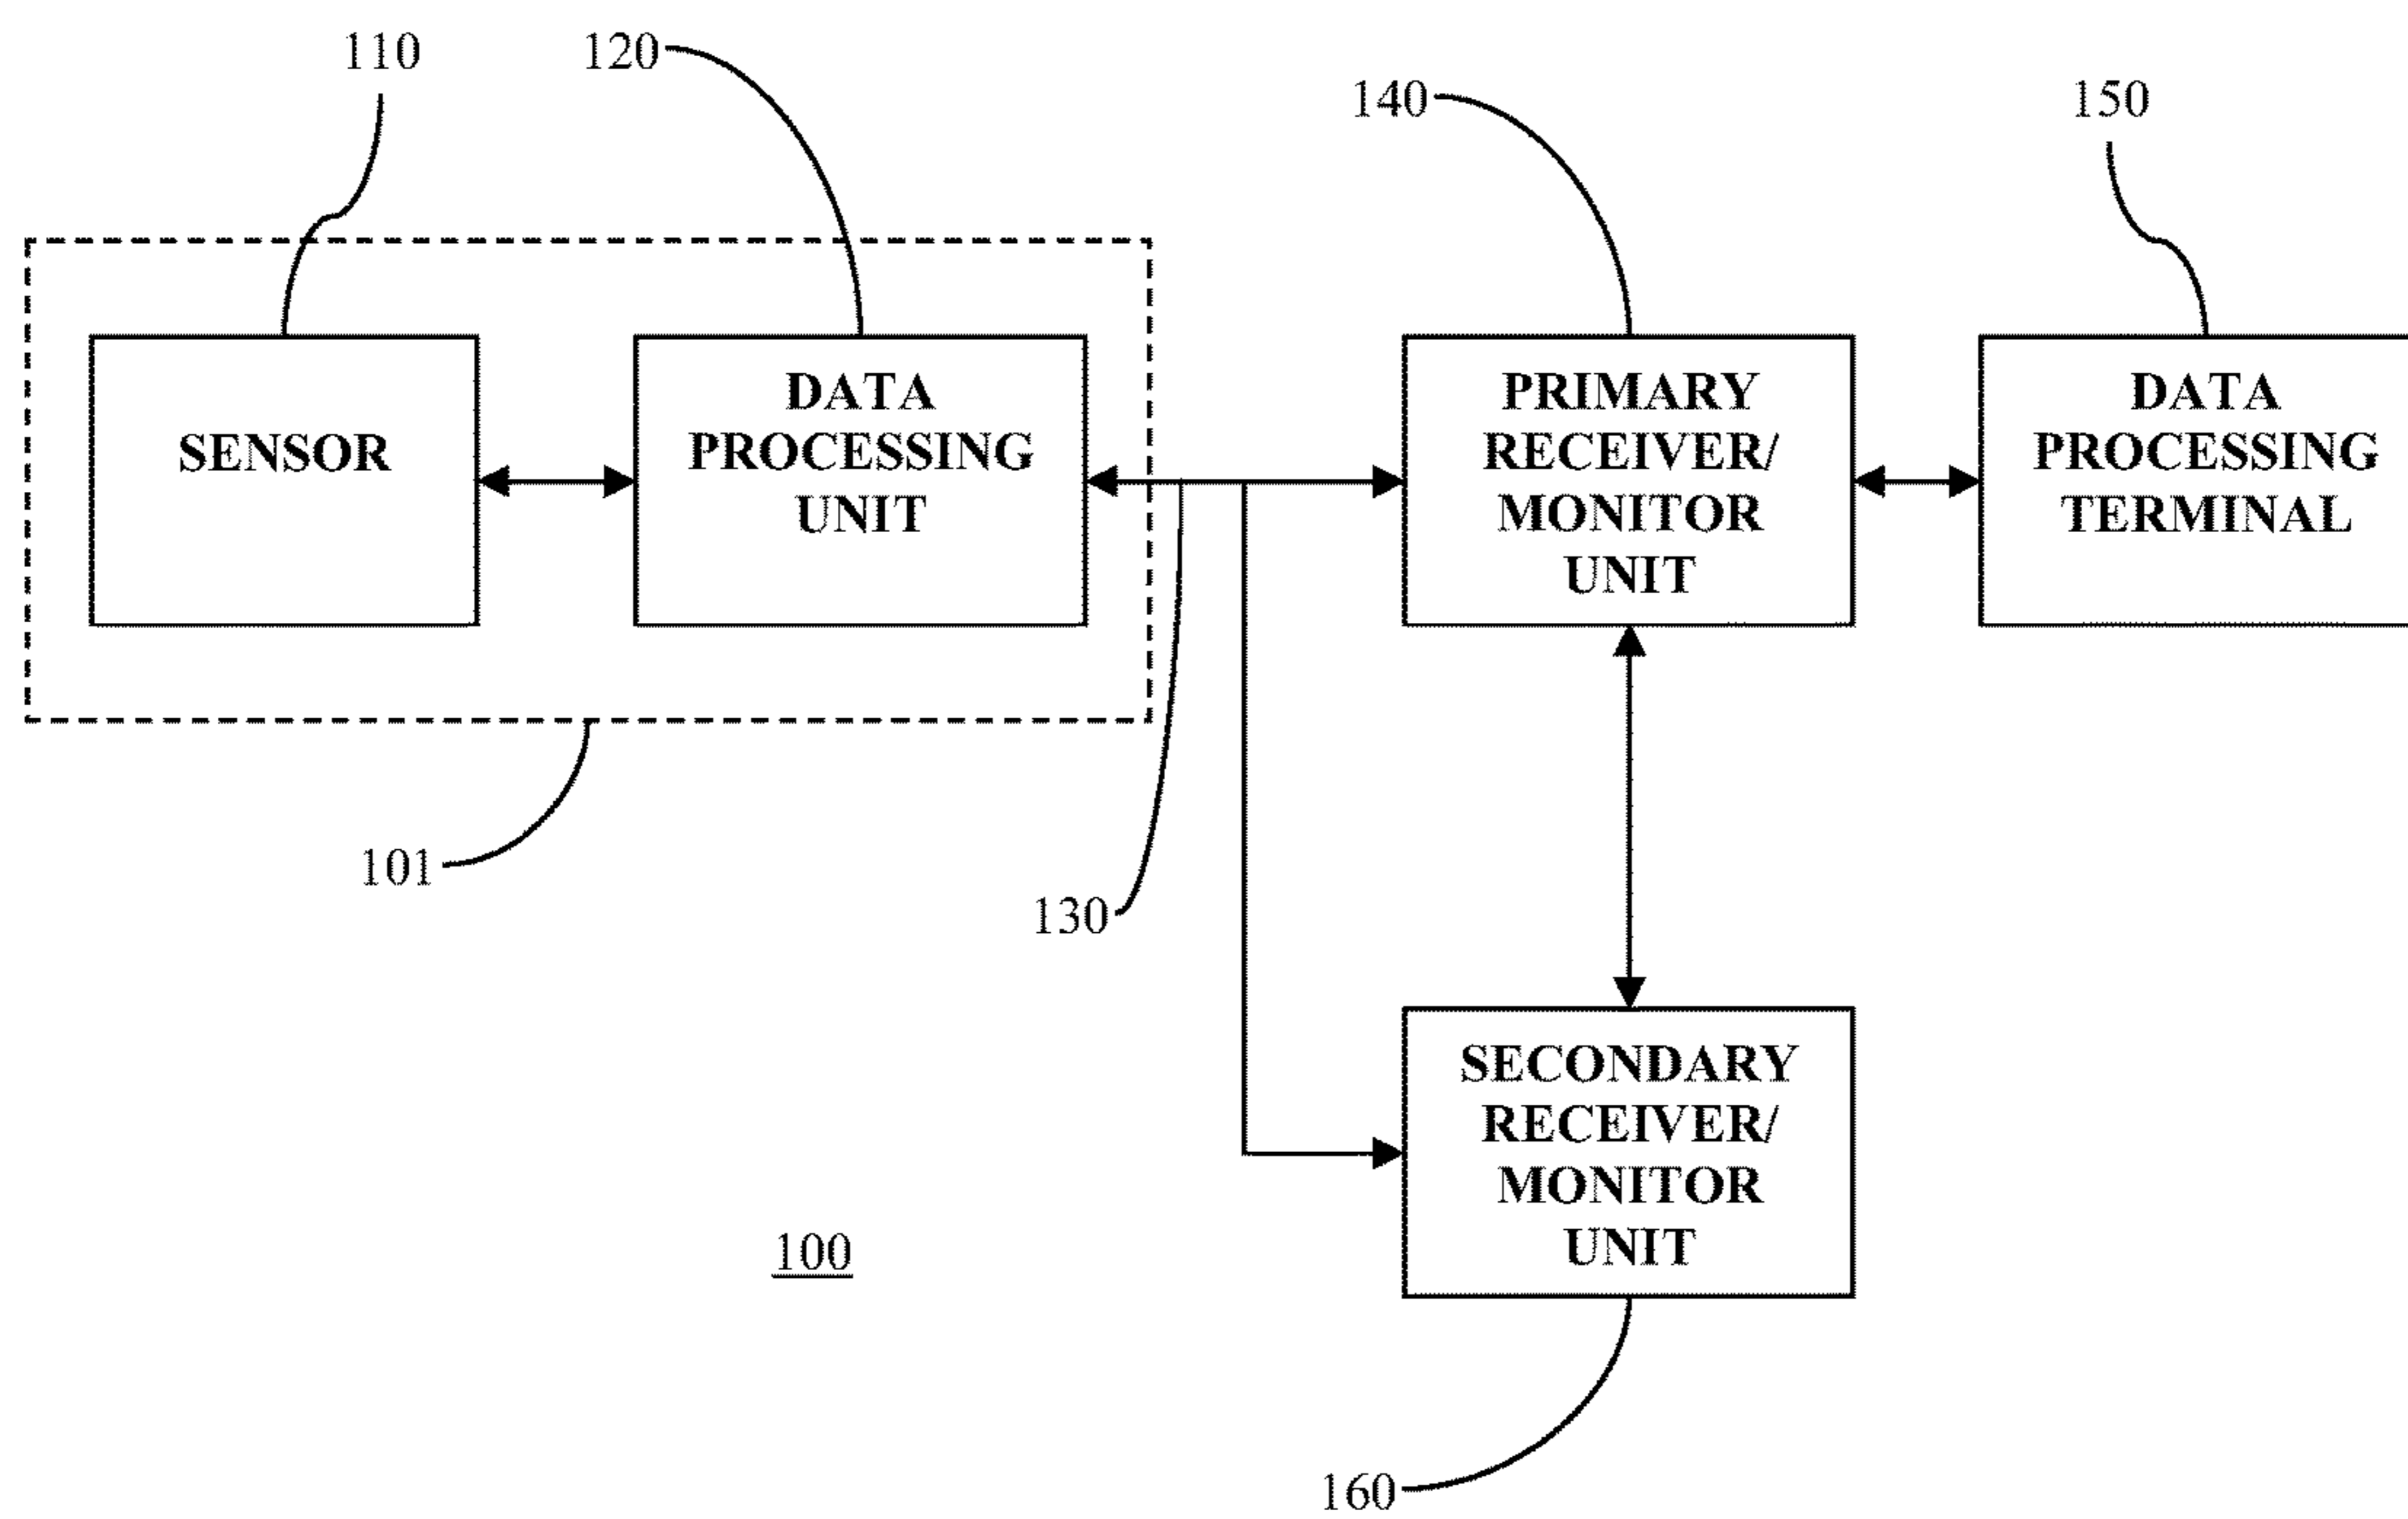 110
120
140
150
SENSOR
DATA
PROCESSING
UNIT
PRIMARY
RECEIVER/
MONITOR
UNIT
DATA
PROCESSING
TERMINAL
101
130
SECONDARY
RECEIVER/
MONITOR
UNIT
100
160